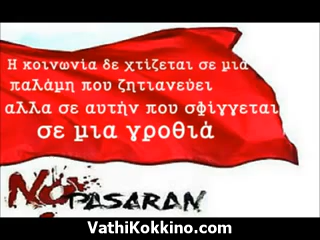 Η κοινωνία δε χτίζεται σε μια
παλάμη που ζητιανεύει
αλλα σε αυτήν που σφίγγεται
σε μια γροθιά
NO
PASARAN
VathiKokkino.com